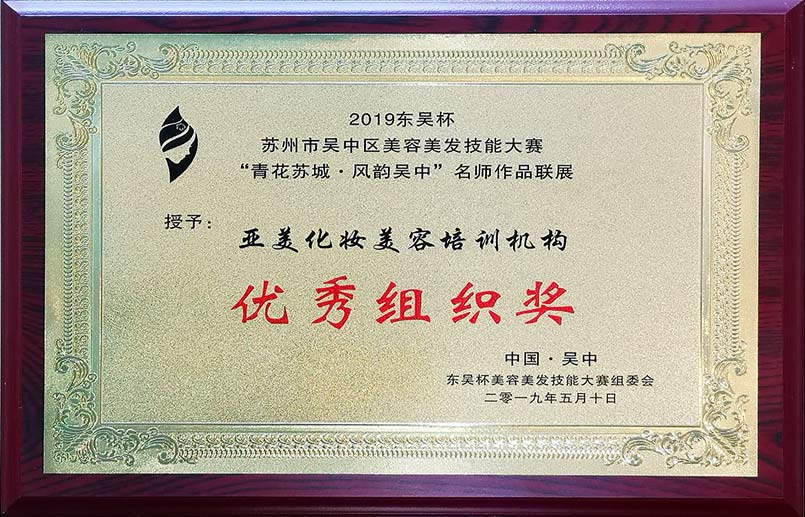 2019东吴杯
苏州市吴中区美容美发技能大赛
“青花苏城·风韵吴中”名师作品联展
授予：
亚美化妆美容培训机构
优秀组织奖
中国·吴中
东吴杯美容美发技能大赛组委会
二零一九年五月十日